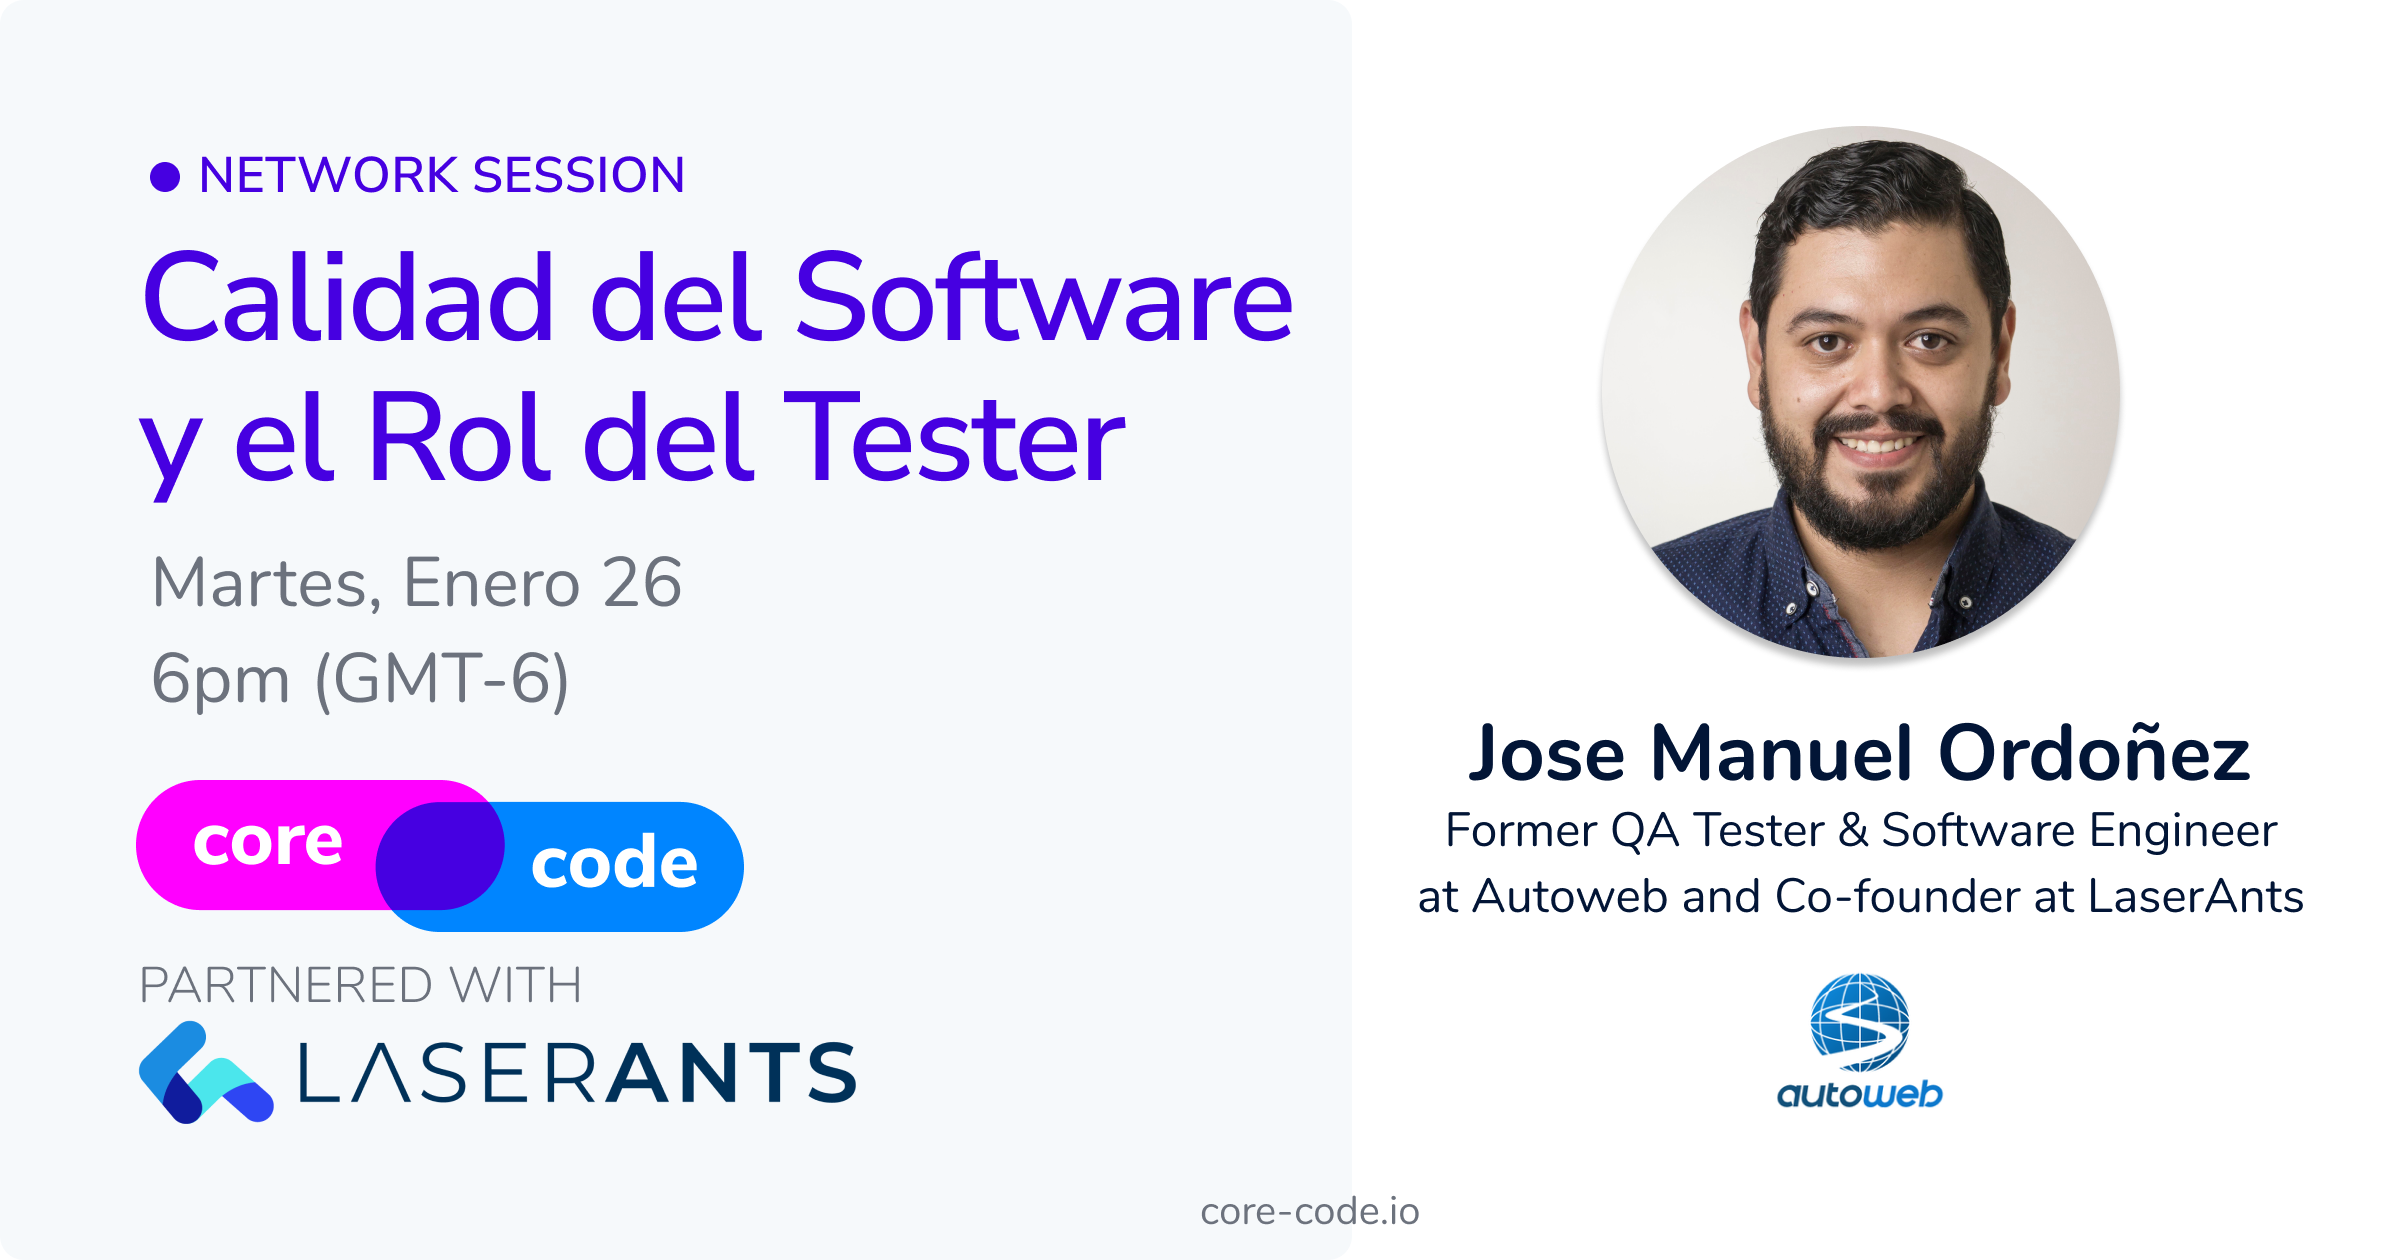 NETWORK SESSION
Calidad del Software
y el Rol del Tester
Martes, Enero 26
6pm (GMT-6)
core
code
PARTNERED WITH
LASERANTS
Jose Manuel Ordoñez
Former QA Tester & Software Engineer
at Autoweb and Co-founder at LaserAnts
autoweb
core-code.io